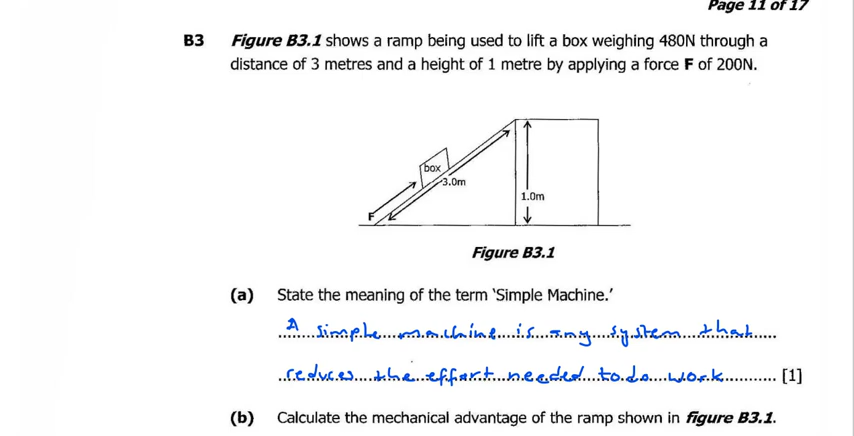 Page 11 of 17
B3 Figure B3.1 shows a ramp being used to lift a box weighing 480N through a
distance of 3 metres and a height of 1 metre by applying a force F of 200N.
box
3.0m
1.0m
F
Figure B3.1
(a) State the meaning of the term ‘Simple Machine.’
A simple machine is any system that
reduces the effort needed to do work [1]
(b) Calculate the mechanical advantage of the ramp shown in figure B3.1.